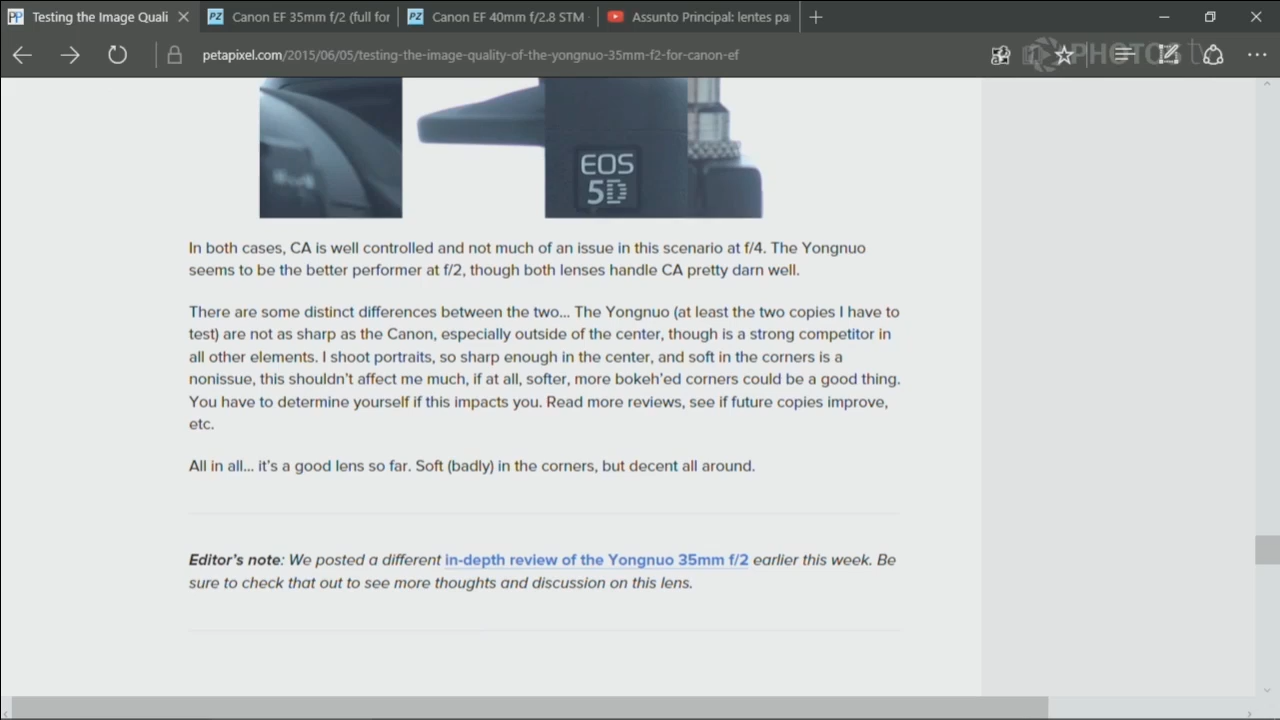 Testing the Image Quali
Canon EF 35mm f/2 (full for
Canon EF 40mm f/2.8 STM
Assunto Principal: lentes pa
petapixel.com/2015/06/05/testing-the-image-quality-of-the-yongnuo-35mm-f2-for-canon-ef
PHOTOS tv
EOS
5D
In both cases, CA is well controlled and not much of an issue in this scenario at f/4. The Yongnuo
seems to be the better performer at f/2, though both lenses handle CA pretty darn well.
There are some distinct differences between the two... The Yongnuo (at least the two copies I have to
test) are not as sharp as the Canon, especially outside of the center, though is a strong competitor in
all other elements. I shoot portraits, so sharp enough in the center, and soft in the corners is a
nonissue, this shouldn't affect me much, if at all, softer, more bokeh'ed corners could be a good thing.
You have to determine yourself if this impacts you. Read more reviews, see if future copies improve,
etc.
All in all... it's a good lens so far. Soft (badly) in the corners, but decent all around.
Editor's note: We posted a different in-depth review of the Yongnuo 35mm f/2 earlier this week. Be
sure to check that out to see more thoughts and discussion on this lens.